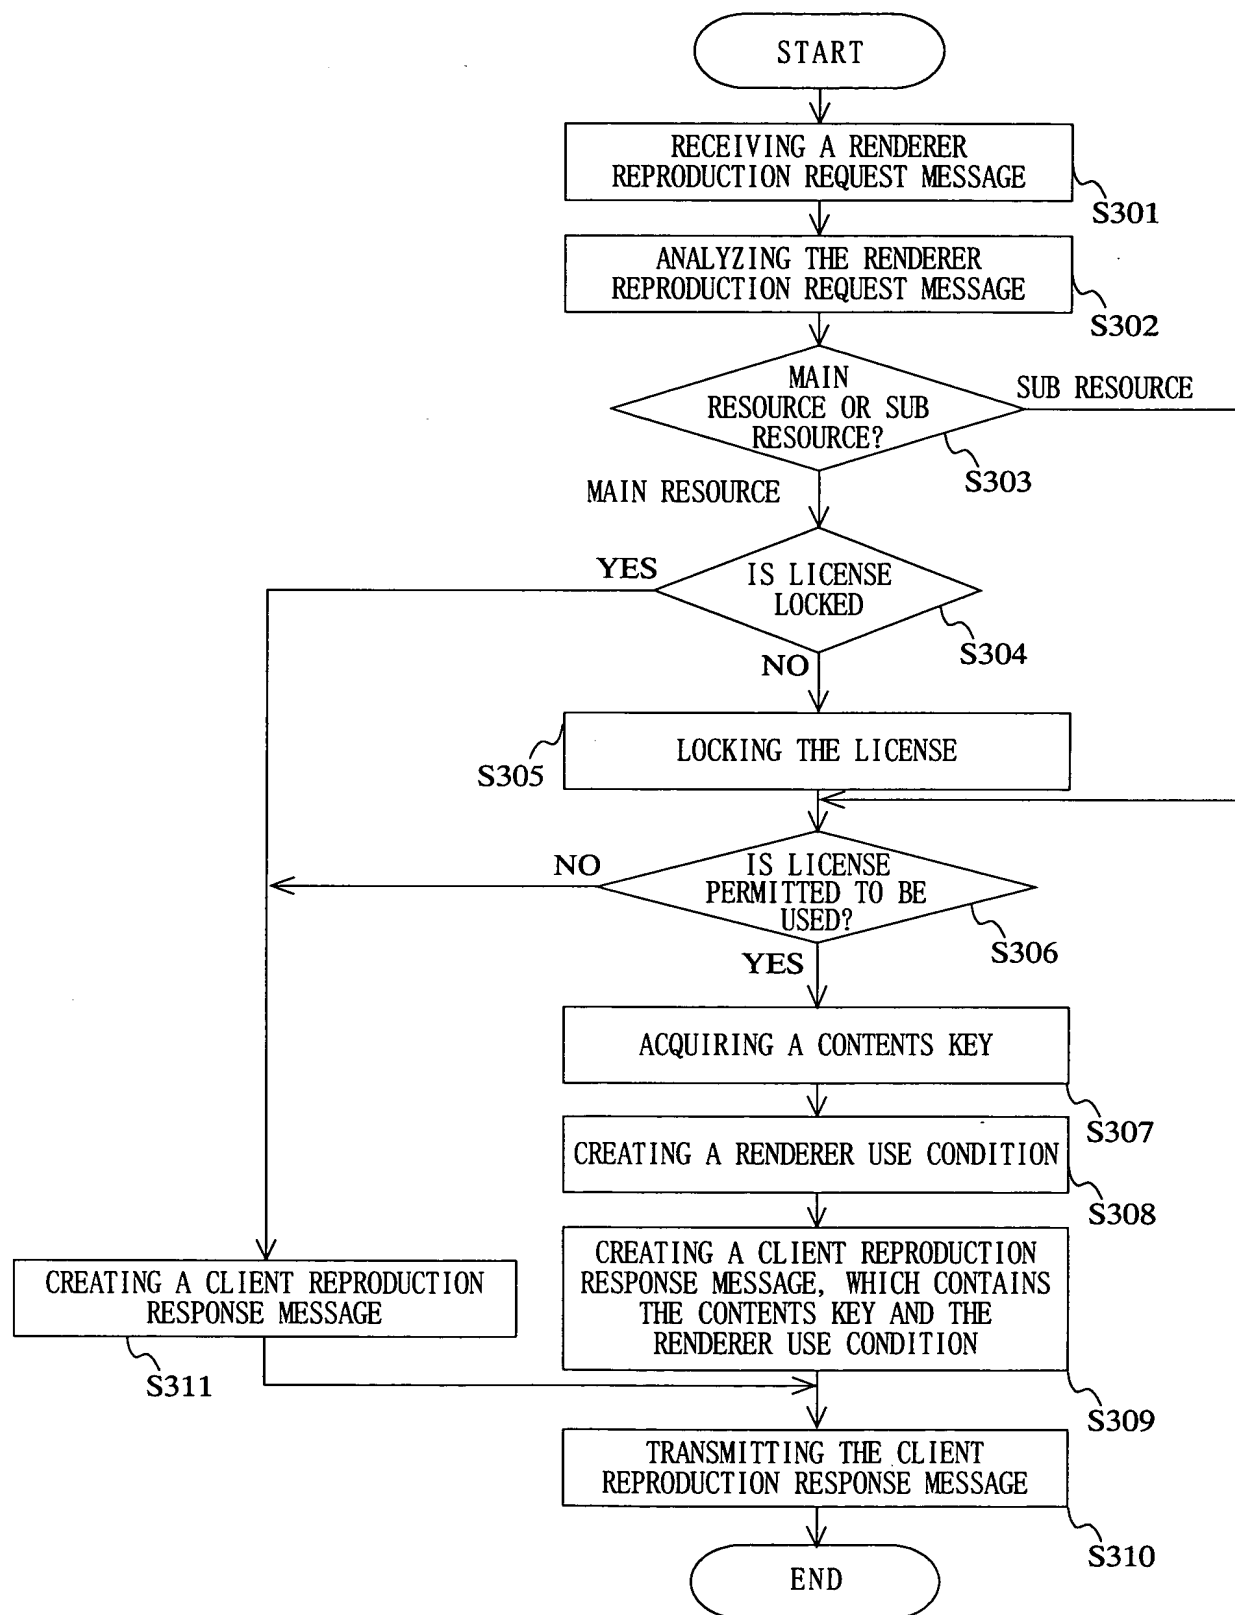 START
RECEIVING A RENDERER
REPRODUCTION REQUEST MESSAGE
S301
ANALYZING THE RENDERER
REPRODUCTION REQUEST MESSAGE
S302
MAIN
RESOURCE OR SUB
RESOURCE?
SUB RESOURCE
S303
MAIN RESOURCE
YES
IS LICENSE
LOCKED
S304
NO
LOCKING THE LICENSE
S305
NO
IS LICENSE
PERMITTED TO BE
USED?
S306
YES
ACQUIRING A CONTENTS KEY
S307
CREATING A RENDERER USE CONDITION
S308
CREATING A CLIENT REPRODUCTION
RESPONSE MESSAGE, WHICH CONTAINS
THE CONTENTS KEY AND THE
RENDERER USE CONDITION
S309
CREATING A CLIENT REPRODUCTION
RESPONSE MESSAGE
S311
TRANSMITTING THE CLIENT
REPRODUCTION RESPONSE MESSAGE
S310
END